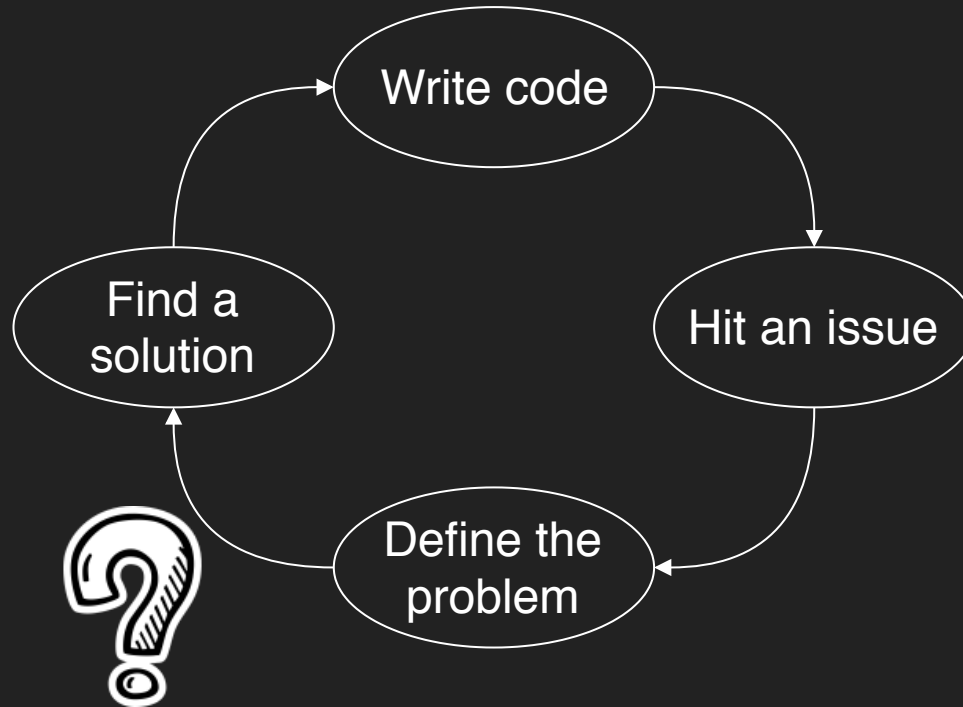 Write code
Hit an issue
Define the
problem
Find a
solution
?